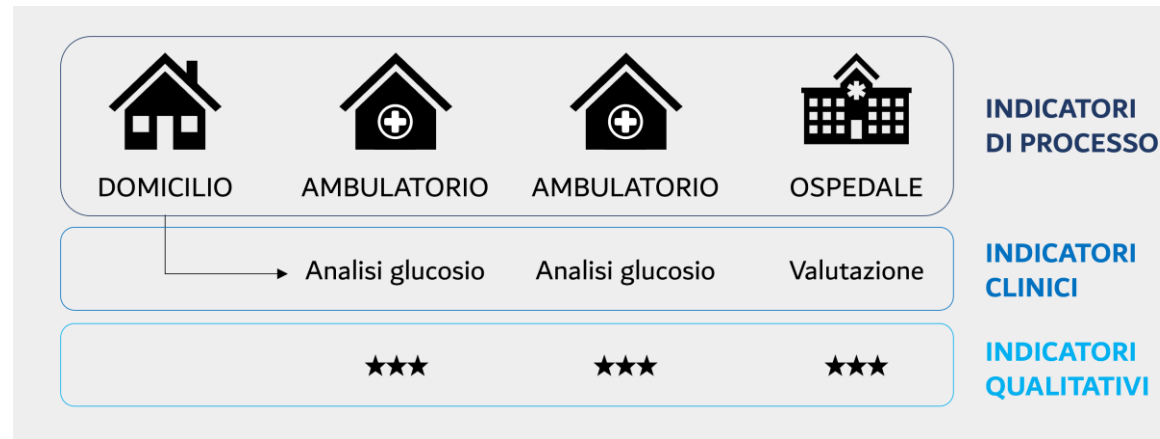 DOMICILIO AMBULATORIO AMBULATORIO OSPEDALE
INDICATORI
DI PROCESSO
Analisi glucosio Analisi glucosio Valutazione
INDICATORI
CLINICI
★★★ ★★★ ★★★
INDICATORI
QUALITATIVI